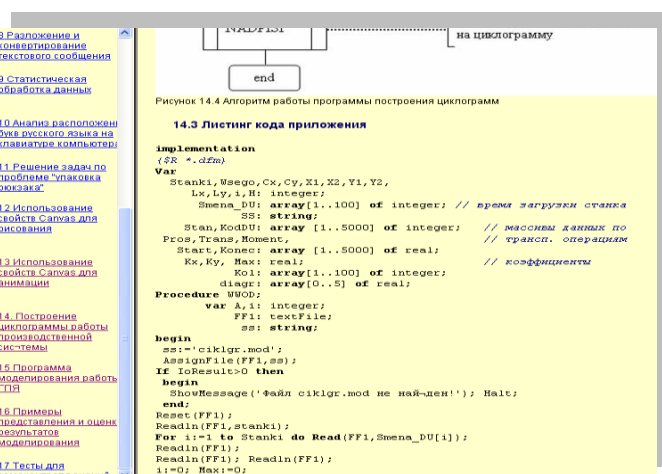 8 Разложение и
конвертирование
текстового сообщения
9 Статистическая
обработка данных
10 Анализ расположени
букв русского языка на
клавиатуре компьютера
11 Решение задач по
проблеме "упаковка
рюкзака"
12 Использование
свойств Canvas для
рисования
13 Использование
свойств Canvas для
анимации
14. Построение
циклограммы работы
производственной
сис¬темы
15 Программа
моделирования работь
ГПЯ
16 Примеры
представления и оценк
результатов
моделирования
17 Тесты для
NADPISI
на циклограмму
end
Рисунок 14.4 Алгоритм работы программы построения циклограмм
14.3 Листинг кода приложения
implementation
{$R *.dfm}
Var
Stanki,Wsego,Cx,Cy,X1,X2,Y1,Y2,
Lx,Ly,i,H: integer;
Smena_DU: array[1..100] of integer; // время загрузки станка
SS: string;
Stan,KodDU: array [1..5000] of integer; // массивы данных по
Pros,Trans,Moment, // трансп. операциям
Start,Konec: array[1..5000] of real;
Kx,Ky, Max: real; // коэффициенты
Kol: array[1..100] of integer;
diagr: array[0..5] of real;
Procedure WWOD;
var A,i: integer;
FF1: textFile;
ss: string;
begin
ss:='ciklgr.mod';
AssignFile(FF1,ss);
If IoResult>0 then
begin
ShowMessage('Файл ciklgr.mod не най¬ден!'); Halt;
end;
Reset(FF1);
Readln(FF1,stanki);
For i:=1 to Stanki do Read(FF1,Smena_DU[i]);
Readln(FF1);
Readln(FF1); Readln(FF1);
i:=0; Max:=0;